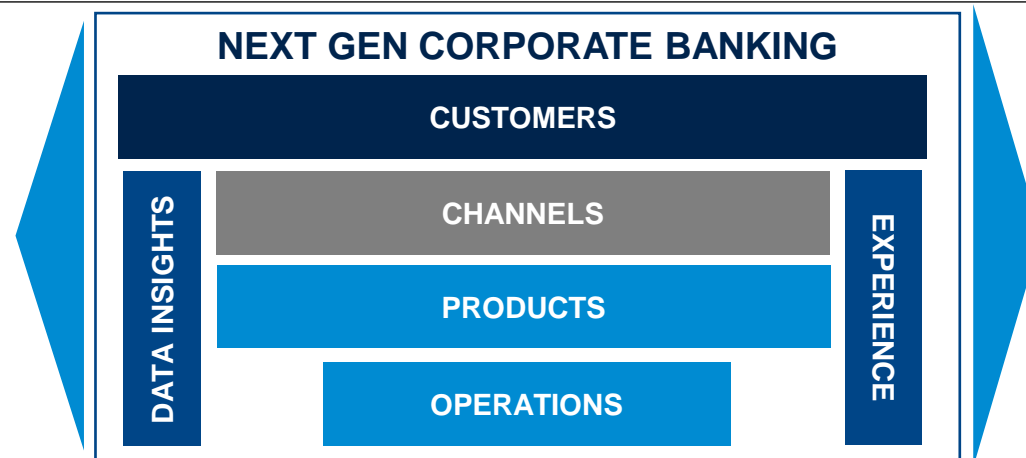 NEXT GEN CORPORATE BANKING
CUSTOMERS
DATA INSIGHTS
CHANNELS
PRODUCTS
OPERATIONS
EXPERIENCE